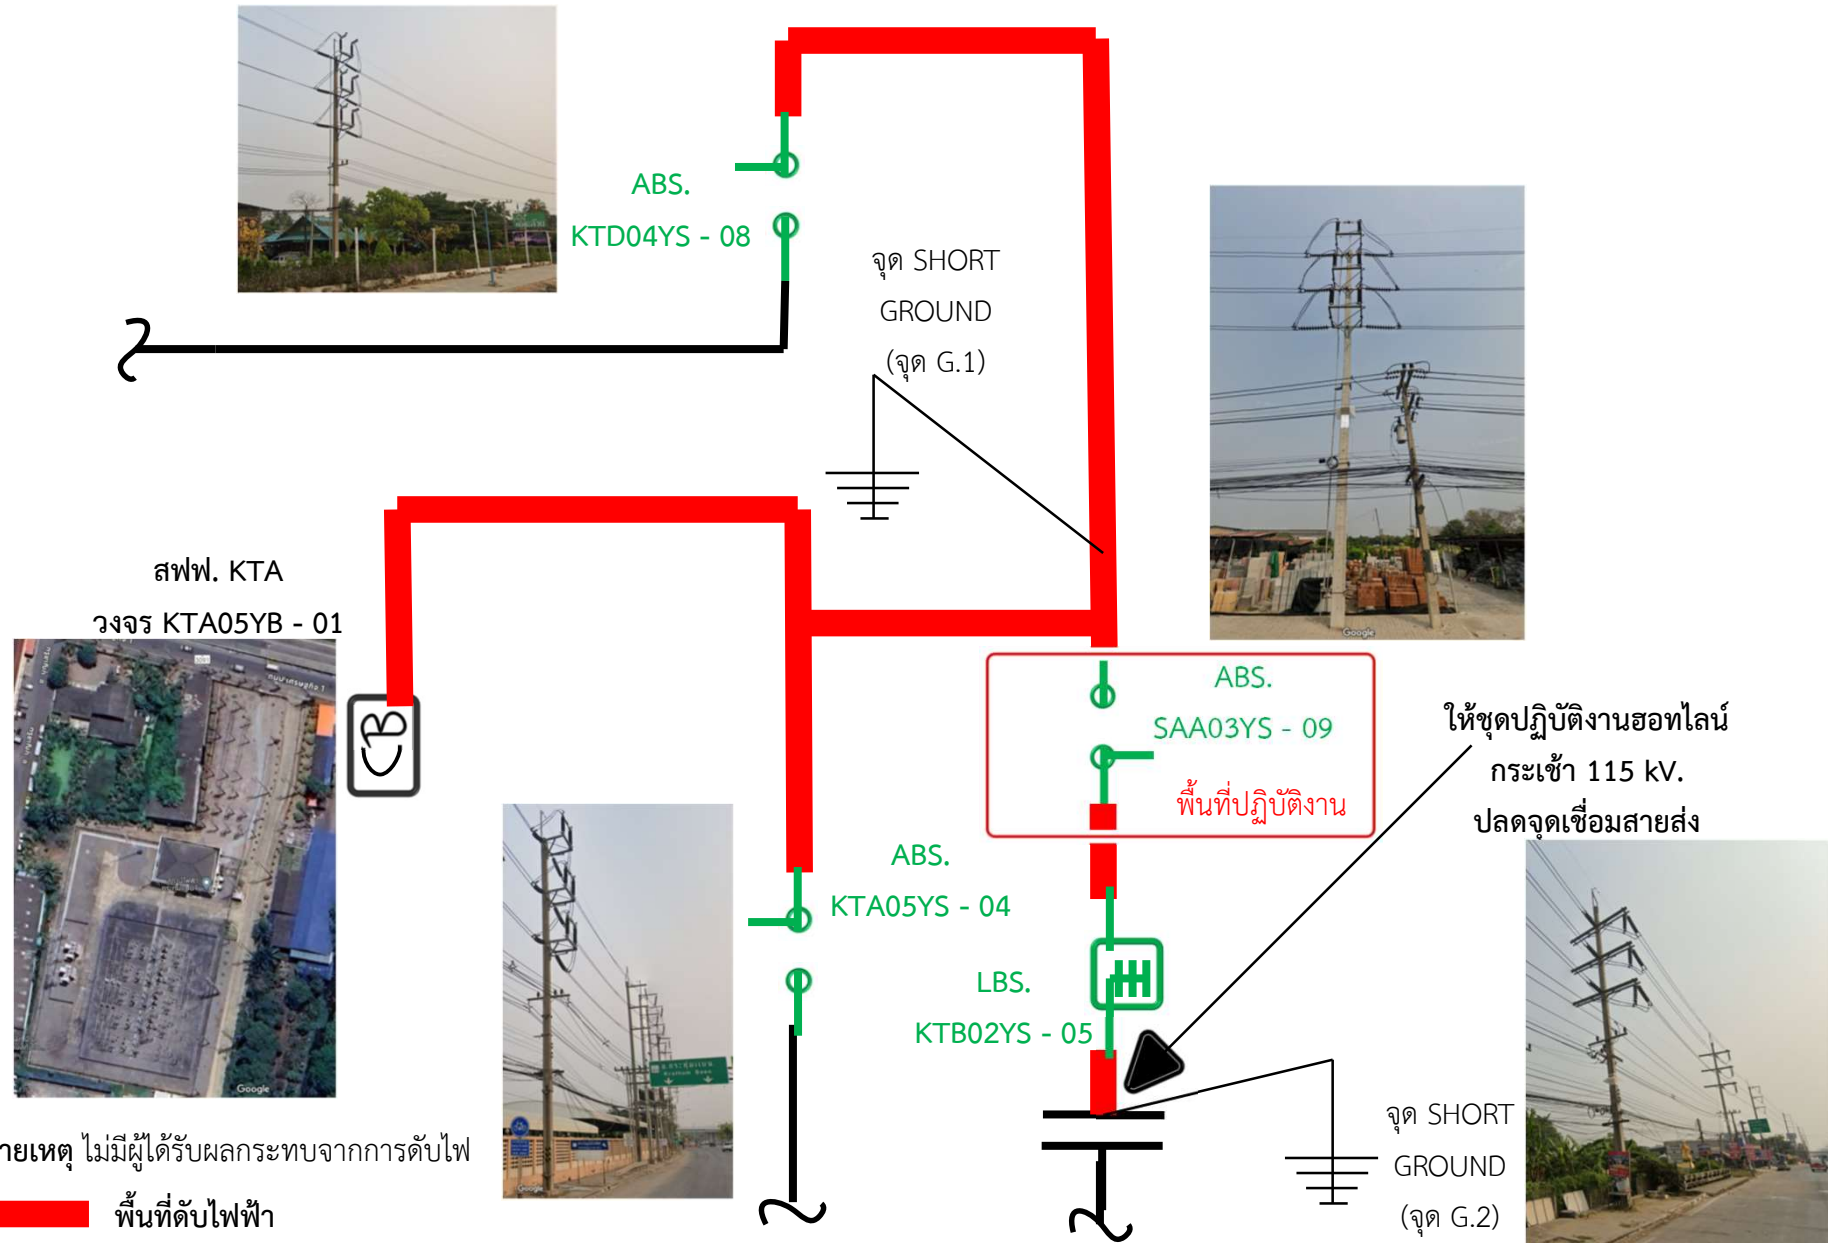 ABS.
KTD04YS - 08
จุด SHORT
GROUND
(จุด G.1)
สฟฟ. KTA
วงจร KTA05YB - 01
CB
ABS.
SAA03YS - 09
พื้นที่ปฏิบัติงาน
ให้ชุดปฏิบัติงานฮอทไลน์
กระเช้า 115 kV.
ปลดจุดเชื่อมสายส่ง
ABS.
KTA05YS - 04
LBS.
KTB02YS - 05
จุด SHORT
GROUND
(จุด G.2)
ายเหตุ ไม่มีผู้ได้รับผลกระทบจากการดับไฟ
พื้นที่ดับไฟฟ้า
Google
Google
Google